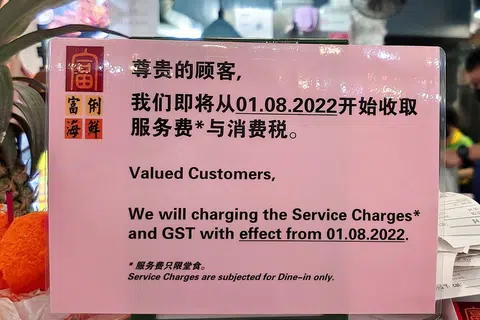 富
富 倒
海 鲜
尊贵的顾客,
我们即将从01.08.2022开始收取
服务费*与消费税。
Valued Customers,
We will charging the Service Charges*
and GST with effect from 01.08.2022.
* 服务费只限堂食。
Service Charges are subjected for Dine-in only.